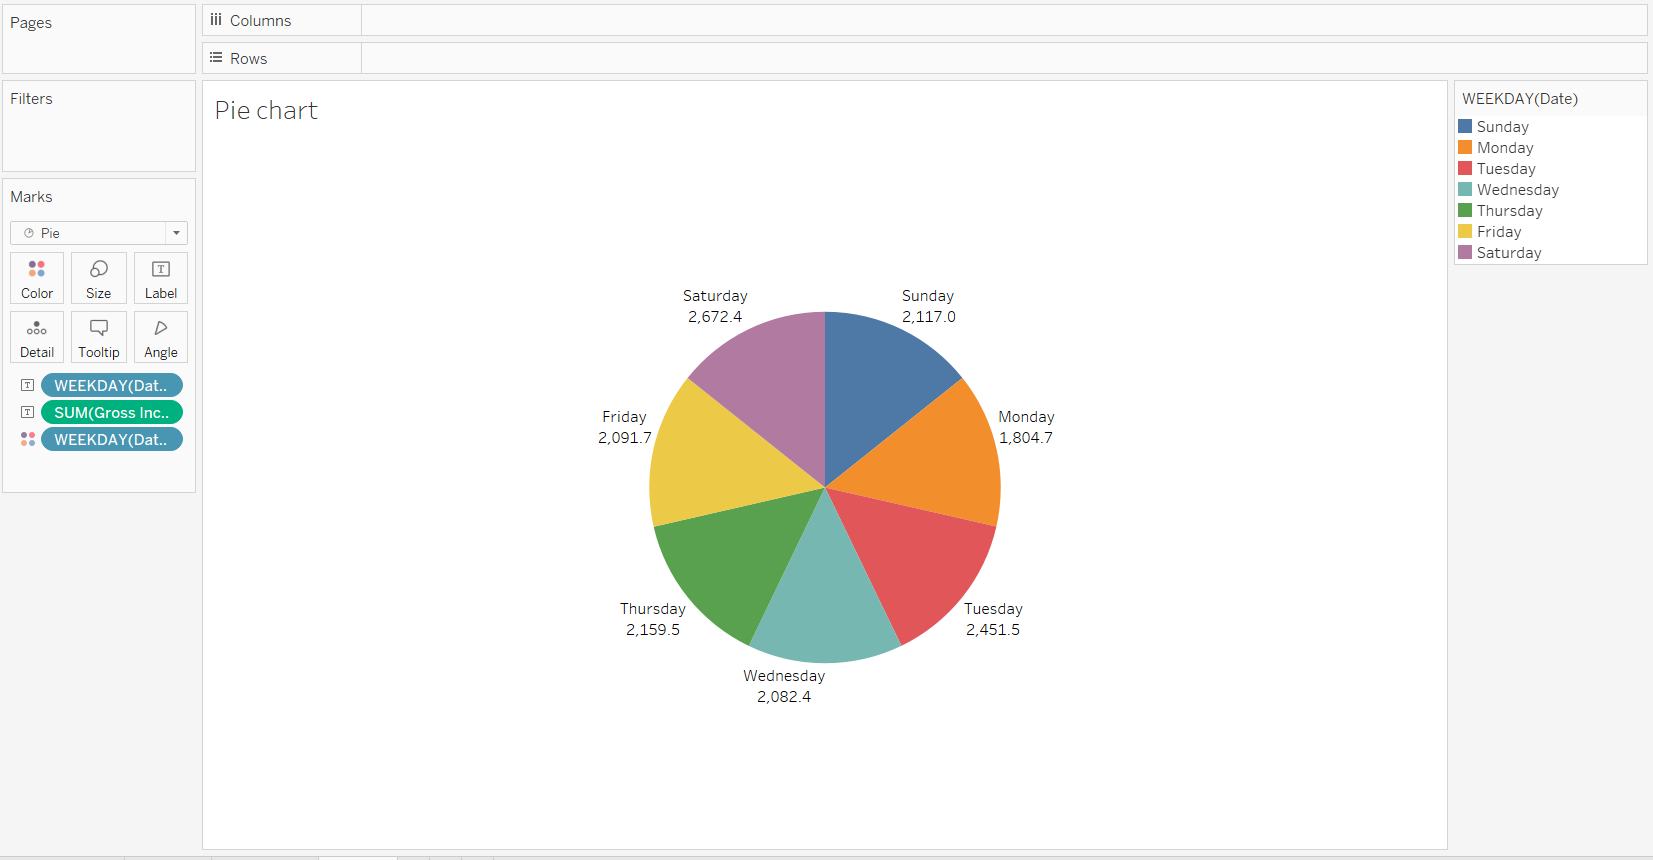 Pages
Columns
Rows
Filters
Marks
Pie
Color
Size
T
Label
Detail
Tooltip
Angle
T
WEEKDAY(Dat..
T
SUM(Gross Inc..
WEEKDAY(Dat..
Pie chart
Saturday
2,672.4
Sunday
2,117.0
Friday
2,091.7
Monday
1,804.7
Thursday
2,159.5
Tuesday
2,451.5
Wednesday
2,082.4
WEEKDAY(Date)
Sunday
Monday
Tuesday
Wednesday
Thursday
Friday
Saturday